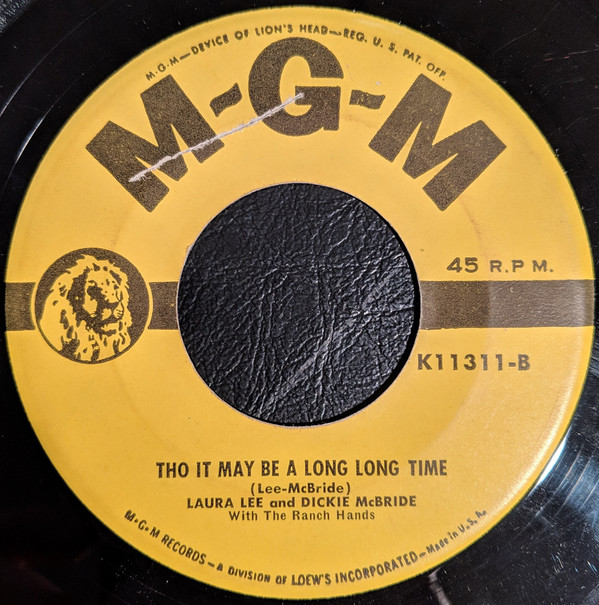 M-G-M—DEVICE OF LION'S HEAD—REG. U. S. PAT. OFF.
M-G-M
45 R.P.M.
K11311-B
THO IT MAY BE A LONG LONG TIME
(Lee-McBride)
LAURA LEE and DICKIE McBRIDE
With The Ranch Hands
M-G-M RECORDS—A DIVISION OF LOEW'S INCORPORATED—Made in U.S.A.